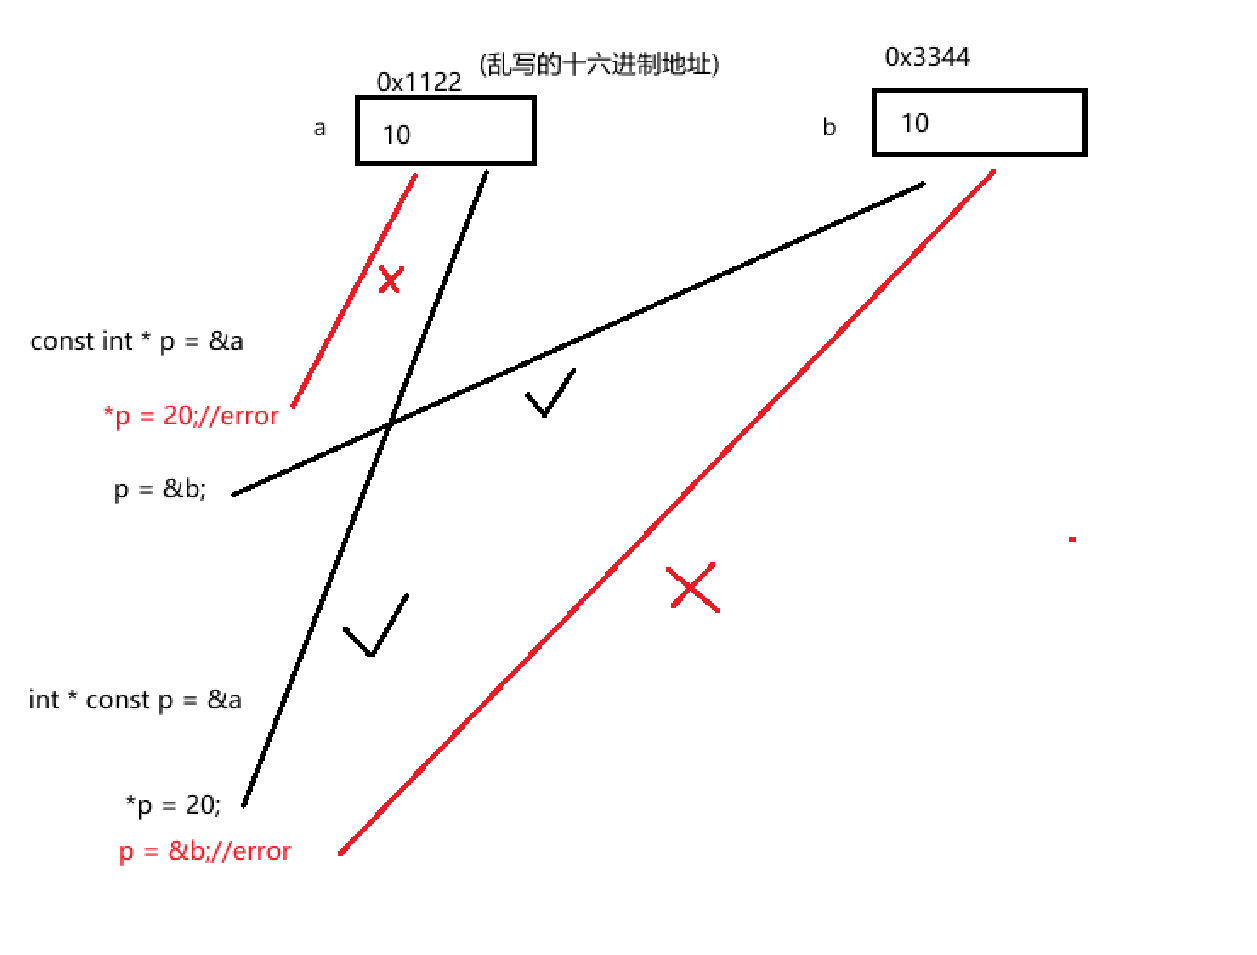 (乱写的十六进制地址)
0x3344
0x1122
a
10
b
10
const int * p = &a
*p = 20;//error
p = &b;
int * const p = &a
*p = 20;
p = &b;//error